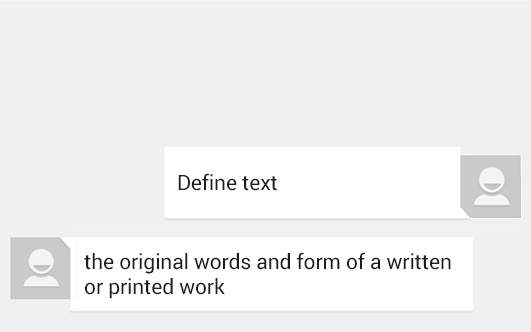 Define text
the original words and form of a written
or printed work